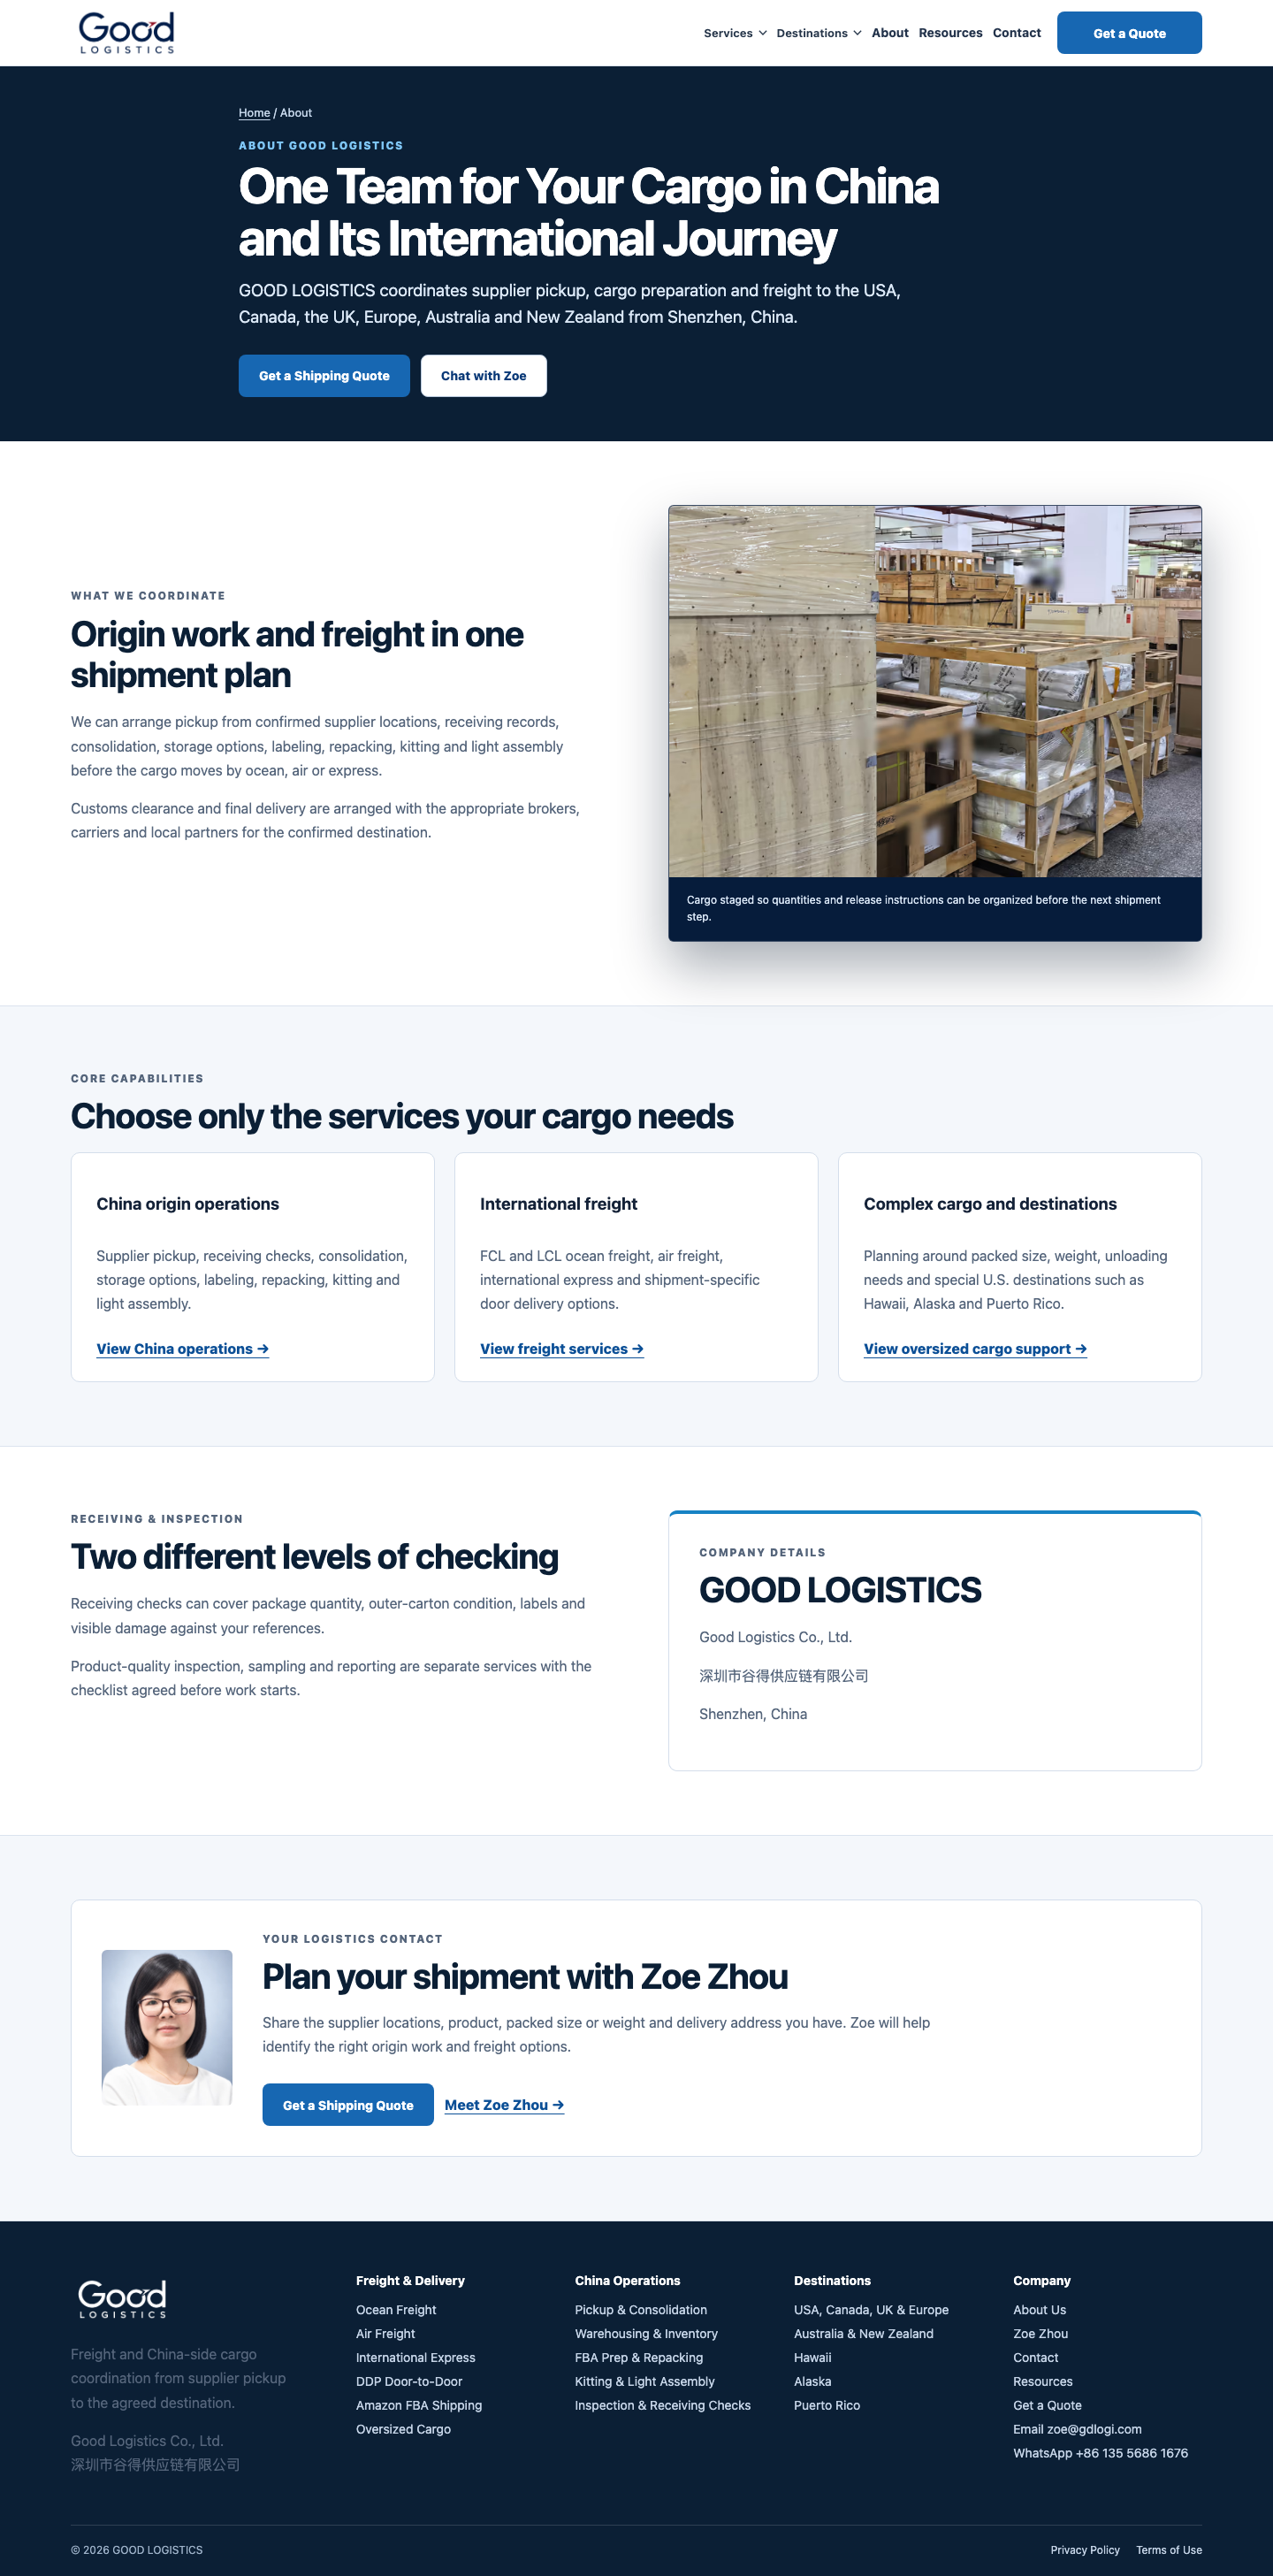 Good
LOGISTICS
Services
Destinations
About
Resources
Contact
Get a Quote
Home / About
ABOUT GOOD LOGISTICS
One Team for Your Cargo in China
and Its International Journey
GOOD LOGISTICS coordinates supplier pickup, cargo preparation and freight to the USA,
Canada, the UK, Europe, Australia and New Zealand from Shenzhen, China.
Get a Shipping Quote
Chat with Zoe
WHAT WE COORDINATE
Origin work and freight in one
shipment plan
We can arrange pickup from confirmed supplier locations, receiving records,
consolidation, storage options, labeling, repacking, kitting and light assembly
before the cargo moves by ocean, air or express.
Customs clearance and final delivery are arranged with the appropriate brokers,
carriers and local partners for the confirmed destination.
Cargo staged so quantities and release instructions can be organized before the next shipment
step.
CORE CAPABILITIES
Choose only the services your cargo needs
China origin operations
Supplier pickup, receiving checks, consolidation,
storage options, labeling, repacking, kitting and
light assembly.
View China operations →
International freight
FCL and LCL ocean freight, air freight,
international express and shipment-specific
door delivery options.
View freight services →
Complex cargo and destinations
Planning around packed size, weight, unloading
needs and special U.S. destinations such as
Hawaii, Alaska and Puerto Rico.
View oversized cargo support →
RECEIVING & INSPECTION
Two different levels of checking
Receiving checks can cover package quantity, outer-carton condition, labels and
visible damage against your references.
Product-quality inspection, sampling and reporting are separate services with the
checklist agreed before work starts.
COMPANY DETAILS
GOOD LOGISTICS
Good Logistics Co., Ltd.
深圳市谷得供应链有限公司
Shenzhen, China
YOUR LOGISTICS CONTACT
Plan your shipment with Zoe Zhou
Share the supplier locations, product, packed size or weight and delivery address you have. Zoe will help
identify the right origin work and freight options.
Get a Shipping Quote
Meet Zoe Zhou →
Good
LOGISTICS
Freight and China-side cargo
coordination from supplier pickup
to the agreed destination.
Good Logistics Co., Ltd.
深圳市谷得供应链有限公司
Freight & Delivery
Ocean Freight
Air Freight
International Express
DDP Door-to-Door
Amazon FBA Shipping
Oversized Cargo
China Operations
Pickup & Consolidation
Warehousing & Inventory
FBA Prep & Repacking
Kitting & Light Assembly
Inspection & Receiving Checks
Destinations
USA, Canada, UK & Europe
Australia & New Zealand
Hawaii
Alaska
Puerto Rico
Company
About Us
Zoe Zhou
Contact
Resources
Get a Quote
Email zoe@gdlogi.com
WhatsApp +86 135 5686 1676
© 2026 GOOD LOGISTICS
Privacy Policy
Terms of Use